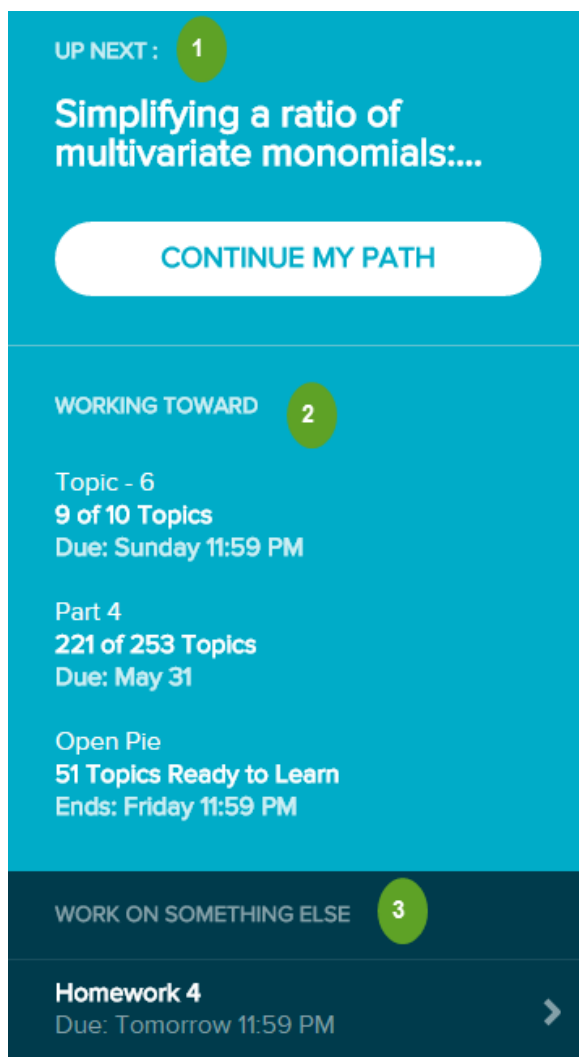 UP NEXT : 1
Simplifying a ratio of
multivariate monomials:...
CONTINUE MY PATH
WORKING TOWARD 2
Topic - 6
9 of 10 Topics
Due: Sunday 11:59 PM
Part 4
221 of 253 Topics
Due: May 31
Open Pie
51 Topics Ready to Learn
Ends: Friday 11:59 PM
WORK ON SOMETHING ELSE 3
Homework 4
Due: Tomorrow 11:59 PM